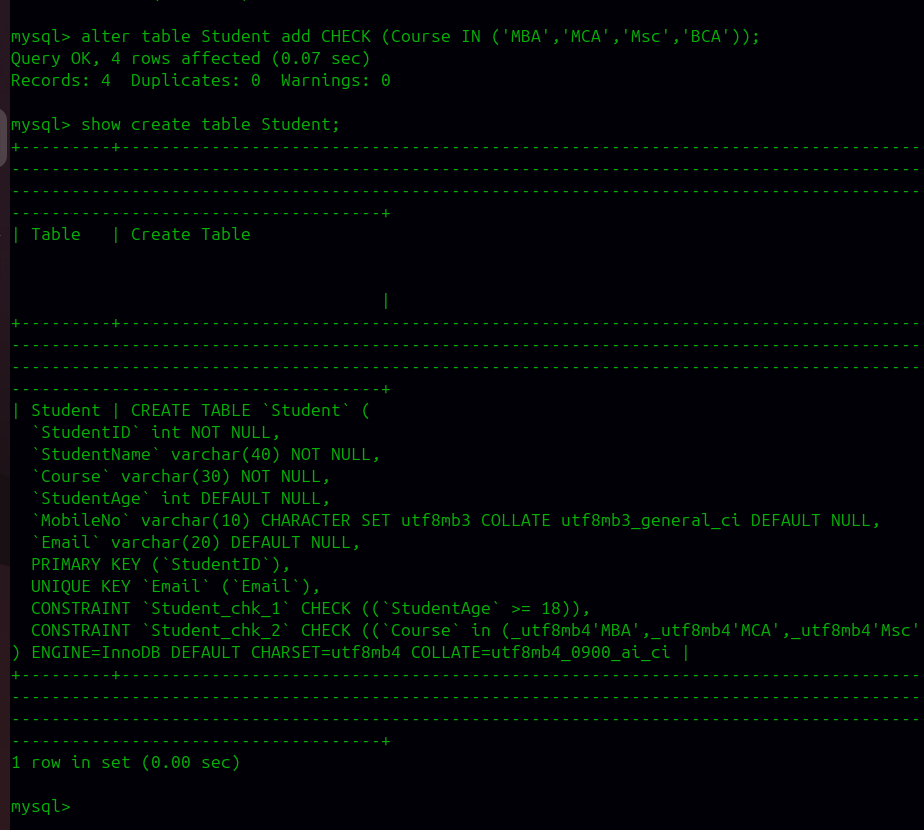 mysql> alter table Student add CHECK (Course IN ('MBA','MCA','Msc','BCA'));
Query OK, 4 rows affected (0.07 sec)
Records: 4  Duplicates: 0  Warnings: 0

mysql> show create table Student;
+---------+--------------------------------------------------------------------------------
-------------------------------------------------------------------------------------------
-------------------------------------------------------------------------------------------
-------------------------------------+
| Table   | Create Table
                                     |
+---------+--------------------------------------------------------------------------------
-------------------------------------------------------------------------------------------
-------------------------------------------------------------------------------------------
-------------------------------------+
| Student | CREATE TABLE `Student` (
  `StudentID` int NOT NULL,
  `StudentName` varchar(40) NOT NULL,
  `Course` varchar(30) NOT NULL,
  `StudentAge` int DEFAULT NULL,
  `MobileNo` varchar(10) CHARACTER SET utf8mb3 COLLATE utf8mb3_general_ci DEFAULT NULL,
  `Email` varchar(20) DEFAULT NULL,
  PRIMARY KEY (`StudentID`),
  UNIQUE KEY `Email` (`Email`),
  CONSTRAINT `Student_chk_1` CHECK ((`StudentAge` >= 18)),
  CONSTRAINT `Student_chk_2` CHECK ((`Course` in (_utf8mb4'MBA',_utf8mb4'MCA',_utf8mb4'Msc'
) ENGINE=InnoDB DEFAULT CHARSET=utf8mb4 COLLATE=utf8mb4_0900_ai_ci |
+---------+--------------------------------------------------------------------------------
-------------------------------------------------------------------------------------------
-------------------------------------------------------------------------------------------
-------------------------------------+
1 row in set (0.00 sec)

mysql>